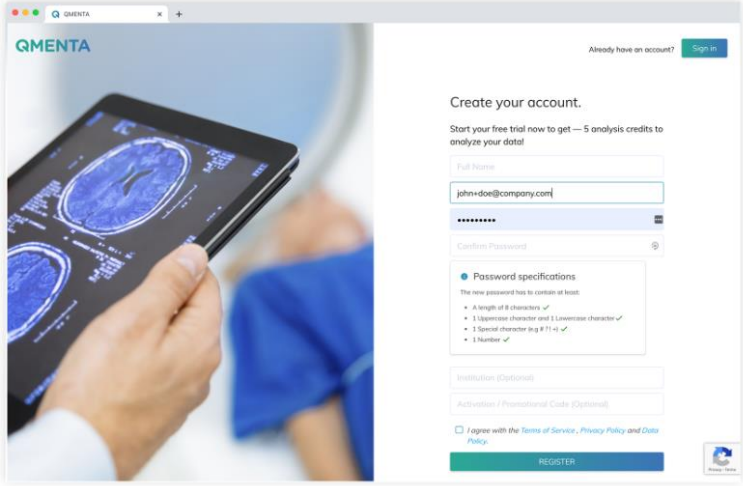 QMENTA
QMENTA
Already have an account?
Sign in
Create your account.
Start your free trial now to get — 5 analysis credits to
analyze your data!
Full Name
john+doe@company.com
•••••••••
Confirm Password
Password specifications
The new password has to contain at least:
A length of 8 characters ✓
1 Uppercase character and 1 Lowercase character ✓
1 Special character (e.g # ? ! +) ✓
1 Number ✓
Institution (Optional)
Activation / Promotional Code (Optional)
I agree with the Terms of Service , Privacy Policy and Data
Policy.
REGISTER
Privacy - Terms